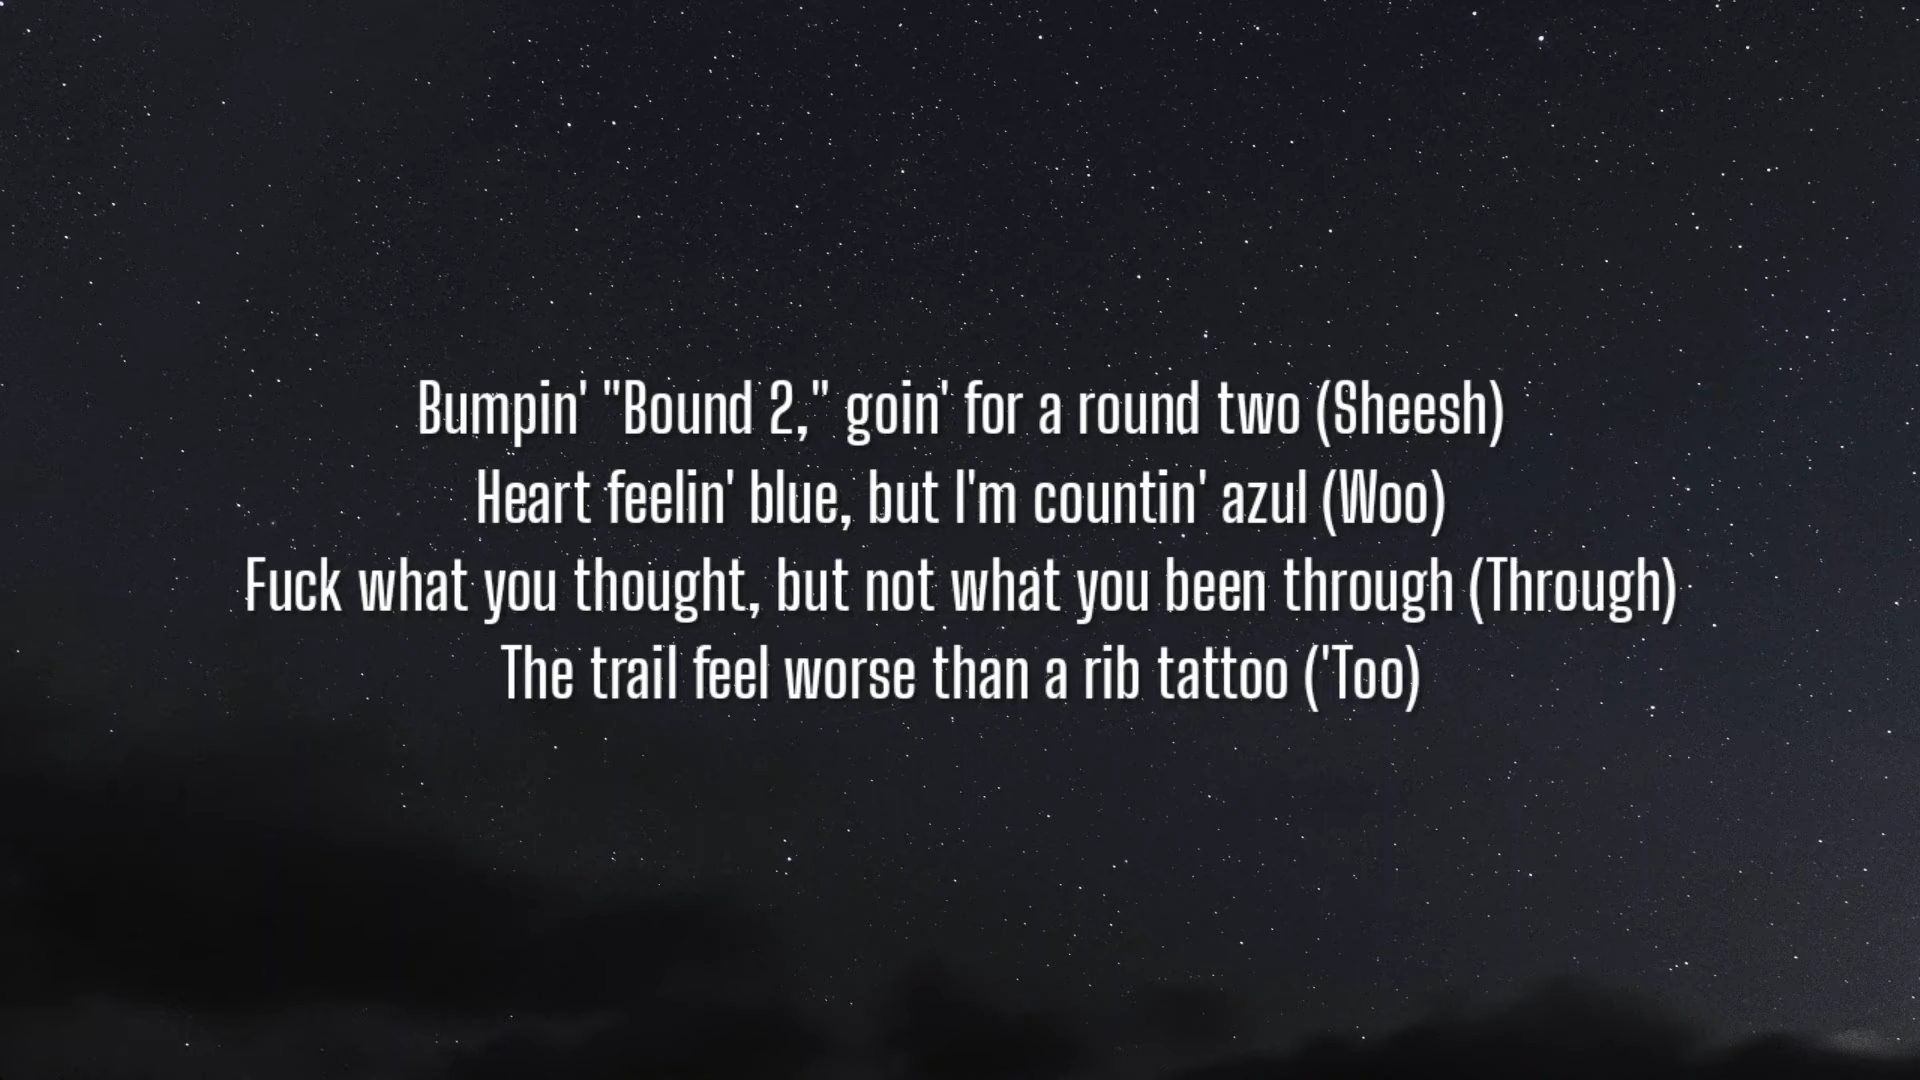 Bumpin' "Bound 2," goin' for a round two (Sheesh)
Heart feelin' blue, but I'm countin' azul (Woo)
Fuck what you thought, but not what you been through (Through)
The trail feel worse than a rib tattoo ('Too)